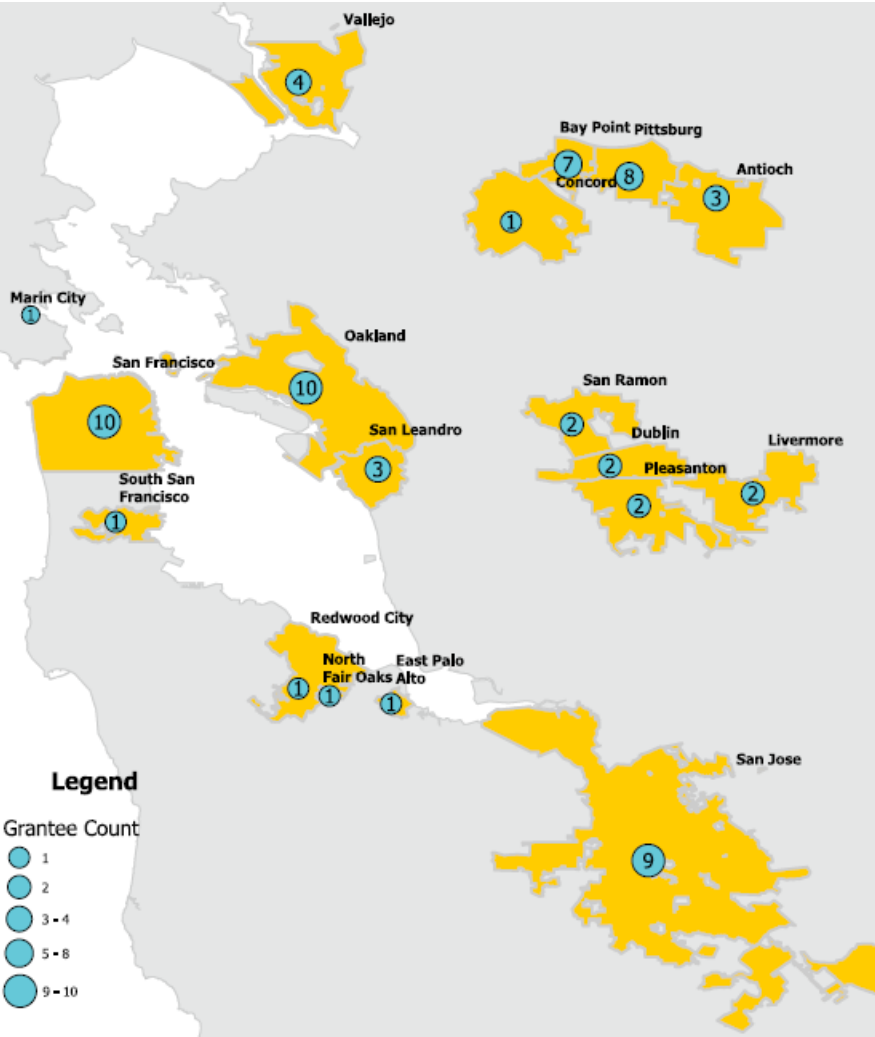 Vallejo
4
Bay Point Pittsburg
7
Concord
8
Antioch
3
1
Marin City
1
Oakland
San Francisco
10
10
San Leandro
3
San Ramon
2
Dublin
2
Livermore
Pleasanton
2
2
South San
Francisco
1
Redwood City
North
Fair Oaks
East Palo
Alto
1
1
1
San Jose
9
Legend
Grantee Count
1
2
3 - 4
5 - 8
9 - 10